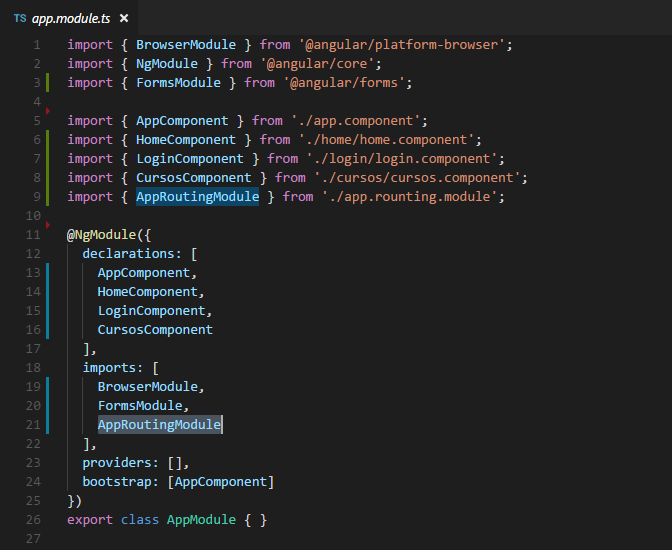 TS app.module.ts ×
1 import { BrowserModule } from '@angular/platform-browser';
2 import { NgModule } from '@angular/core';
3 import { FormsModule } from '@angular/forms';
4
5 import { AppComponent } from './app.component';
6 import { HomeComponent } from './home/home.component';
7 import { LoginComponent } from './login/login.component';
8 import { CursosComponent } from './cursos/cursos.component';
9 import { AppRoutingModule } from './app.rounting.module';
10
11 @NgModule({
12   declarations: [
13     AppComponent,
14     HomeComponent,
15     LoginComponent,
16     CursosComponent
17   ],
18   imports: [
19     BrowserModule,
20     FormsModule,
21     AppRoutingModule
22   ],
23   providers: [],
24   bootstrap: [AppComponent]
25 })
26 export class AppModule { }
27